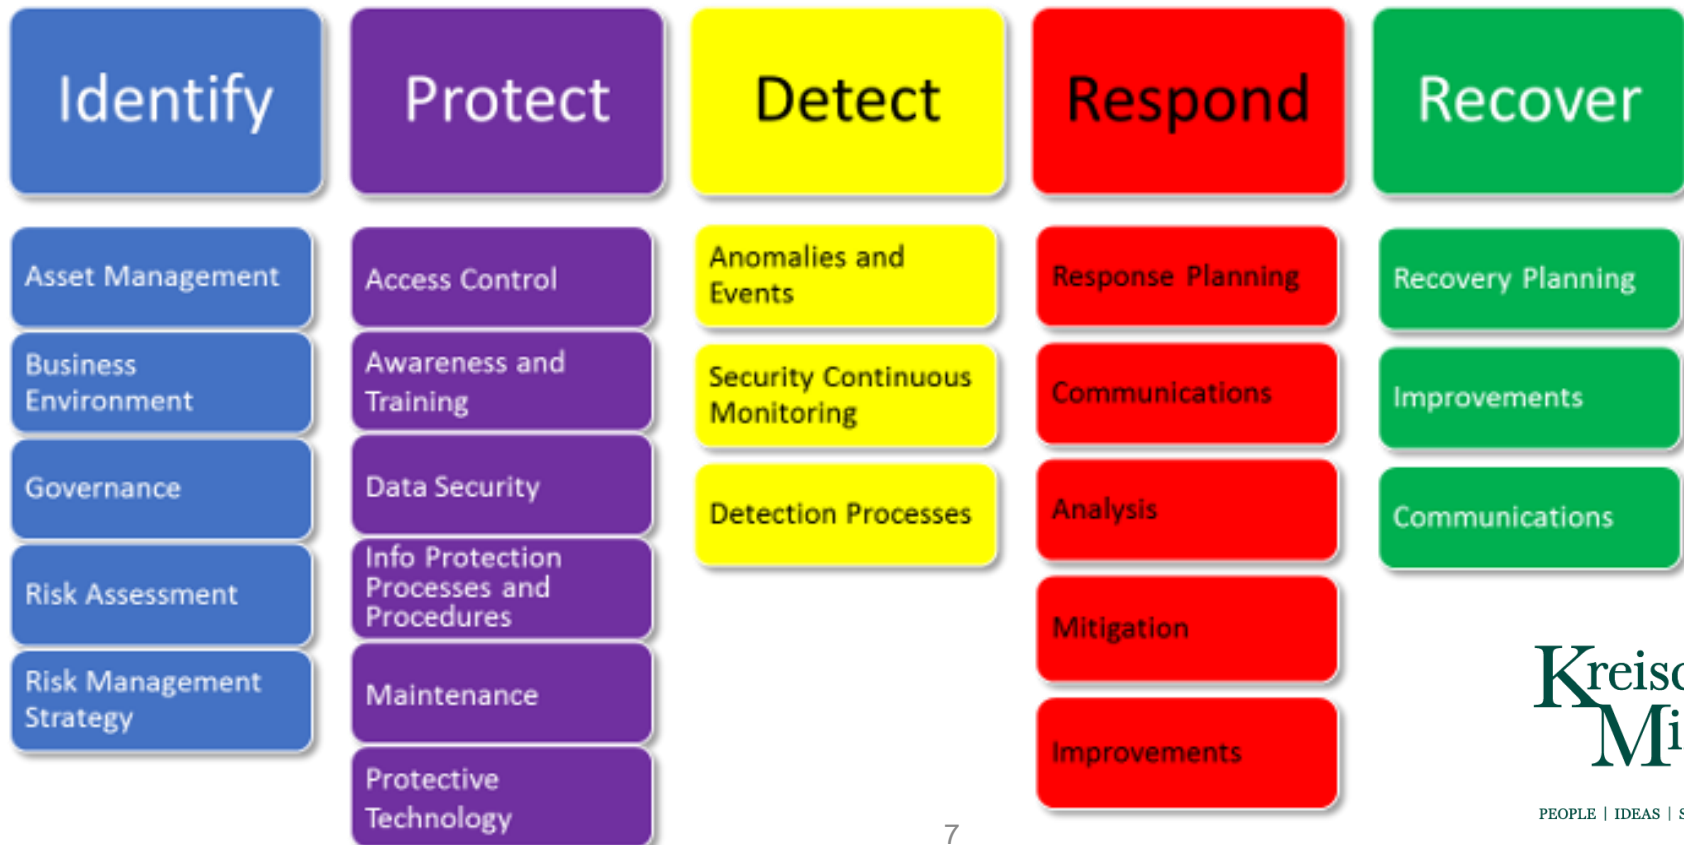 Identify
Protect
Detect
Respond
Recover
Asset Management
Business
Environment
Governance
Risk Assessment
Risk Management
Strategy
Access Control
Awareness and
Training
Data Security
Info Protection
Processes and
Procedures
Maintenance
Protective
Technology
Anomalies and
Events
Security Continuous
Monitoring
Detection Processes
Response Planning
Communications
Analysis
Mitigation
Improvements
Recovery Planning
Improvements
Communications
PEOPLE | IDEAS |
7